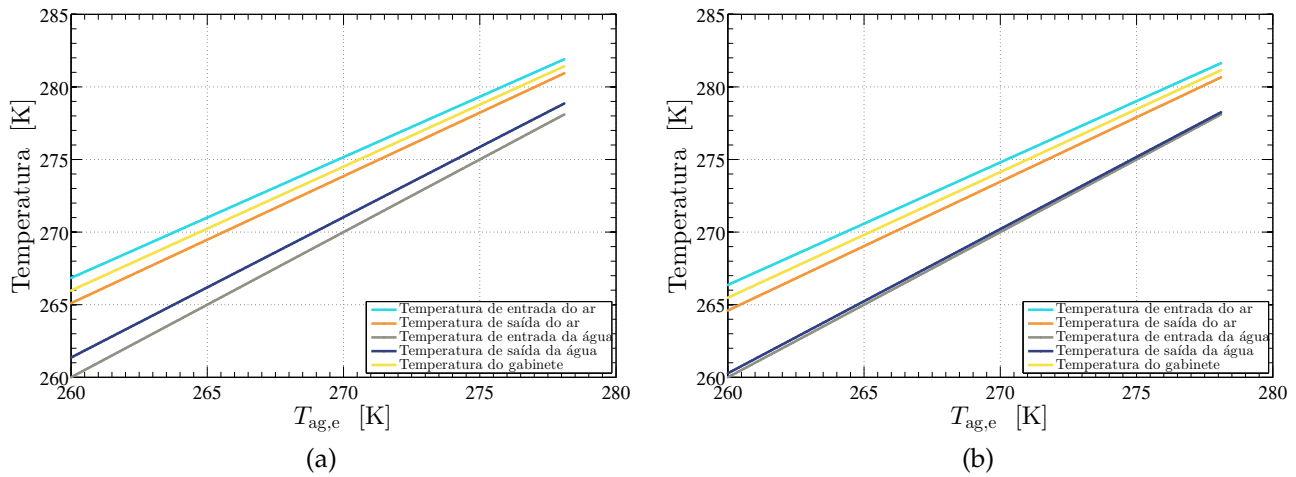 285
280
275
270
265
260
Temperatura [K]
260
265
270
275
280
T_ag,e [K]
Temperatura de entrada do ar
Temperatura de saída do ar
Temperatura de entrada da água
Temperatura de saída da água
Temperatura do gabinete
(a)
285
280
275
270
265
260
Temperatura [K]
260
265
270
275
280
T_ag,e [K]
Temperatura de entrada do ar
Temperatura de saída do ar
Temperatura de entrada da água
Temperatura de saída da água
Temperatura do gabinete
(b)